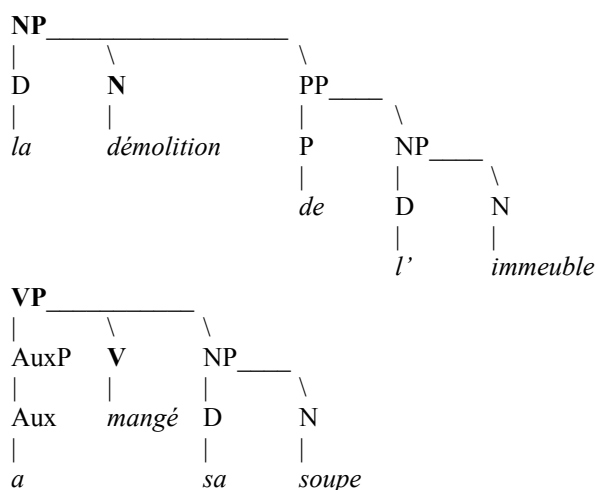 NP
D N PP
la démolition P NP
de D N
l’ immeuble
VP
AuxP V NP
Aux mangé D N
a sa soupe